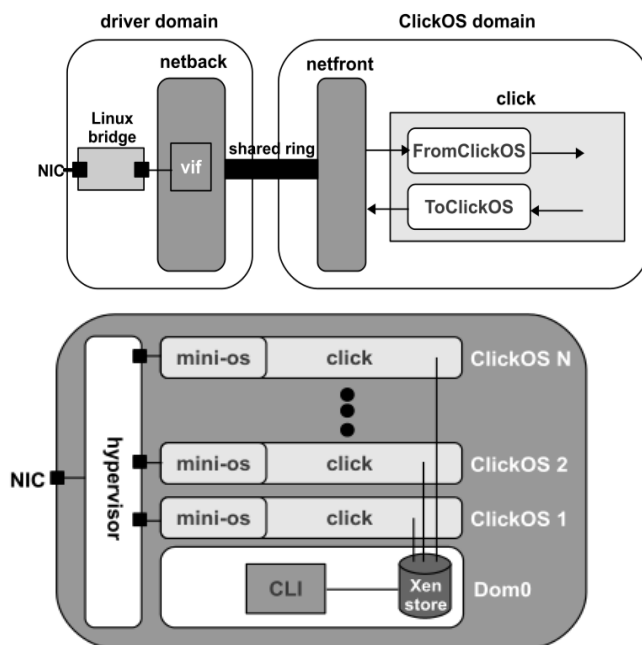 driver domain
ClickOS domain
netback
netfront
click
Linux
bridge
shared ring
FromClickOS
NIC
vif
ToClickOS
mini-os
click
ClickOS N
hypervisor
NIC
mini-os
click
ClickOS 2
mini-os
click
ClickOS 1
CLI
Xen
store
Dom0